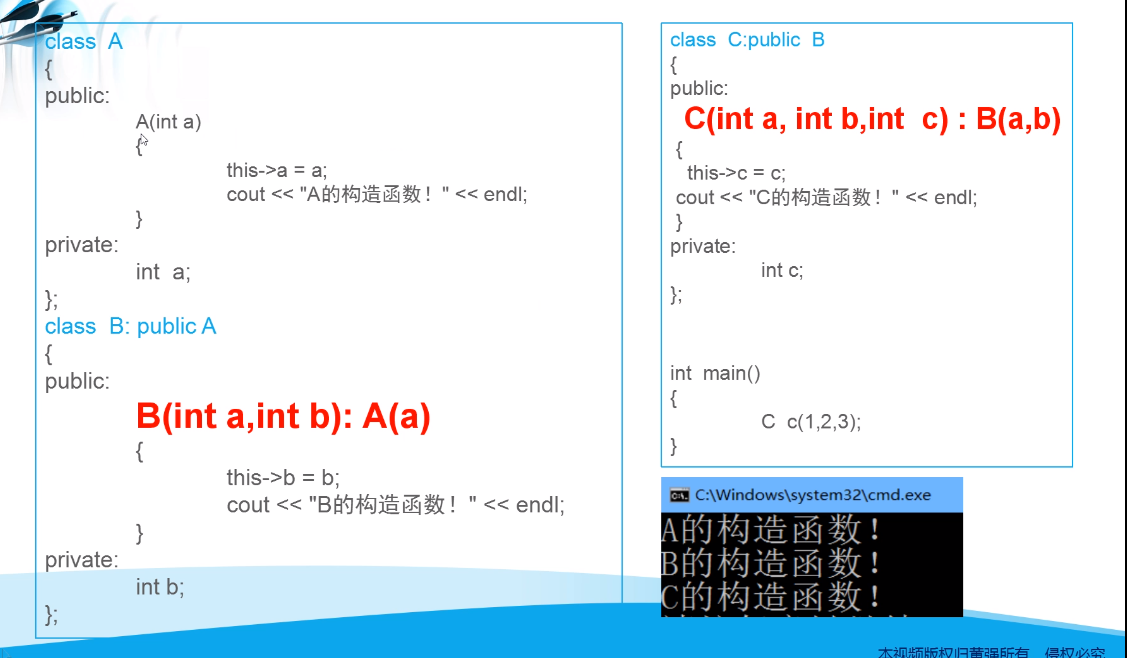 class  A
{
public:
A(int a)
{
this->a = a;
cout << "A的构造函数！" << endl;
}
private:
int  a;
};
class  B: public A
{
public:
B(int a,int b): A(a)
{
this->b = b;
cout << "B的构造函数！" << endl;
}
private:
int b;
};
class  C:public  B
{
public:
C(int a, int b,int  c) : B(a,b)
{
this->c = c;
cout << "C的构造函数！" << endl;
}
private:
int c;
};
int  main()
{
C  c(1,2,3);
}
C:\Windows\system32\cmd.exe
A的构造函数！
B的构造函数！
C的构造函数！
本视频版权归董强所有  侵权必究